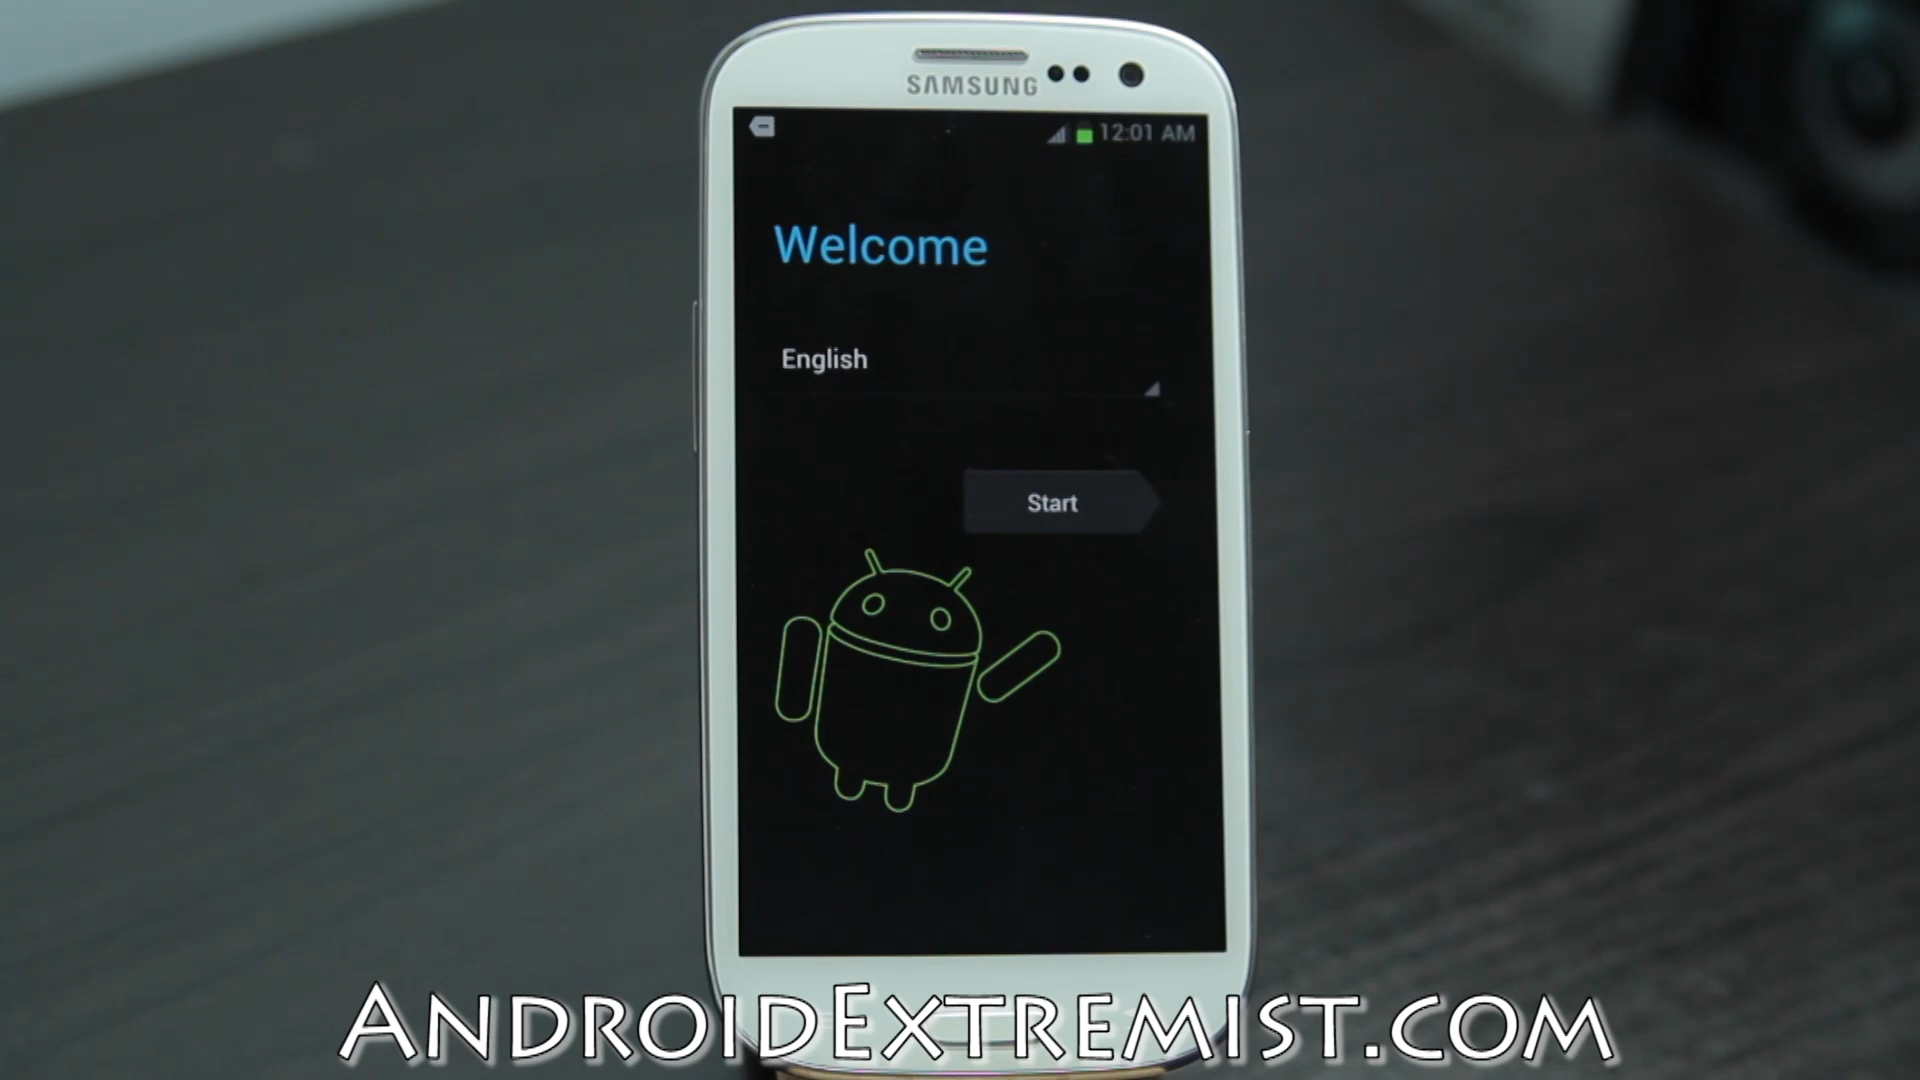 SAMSUNG
12:01 AM
Welcome
English
Start
ANDROIDEXTREMIST.COM